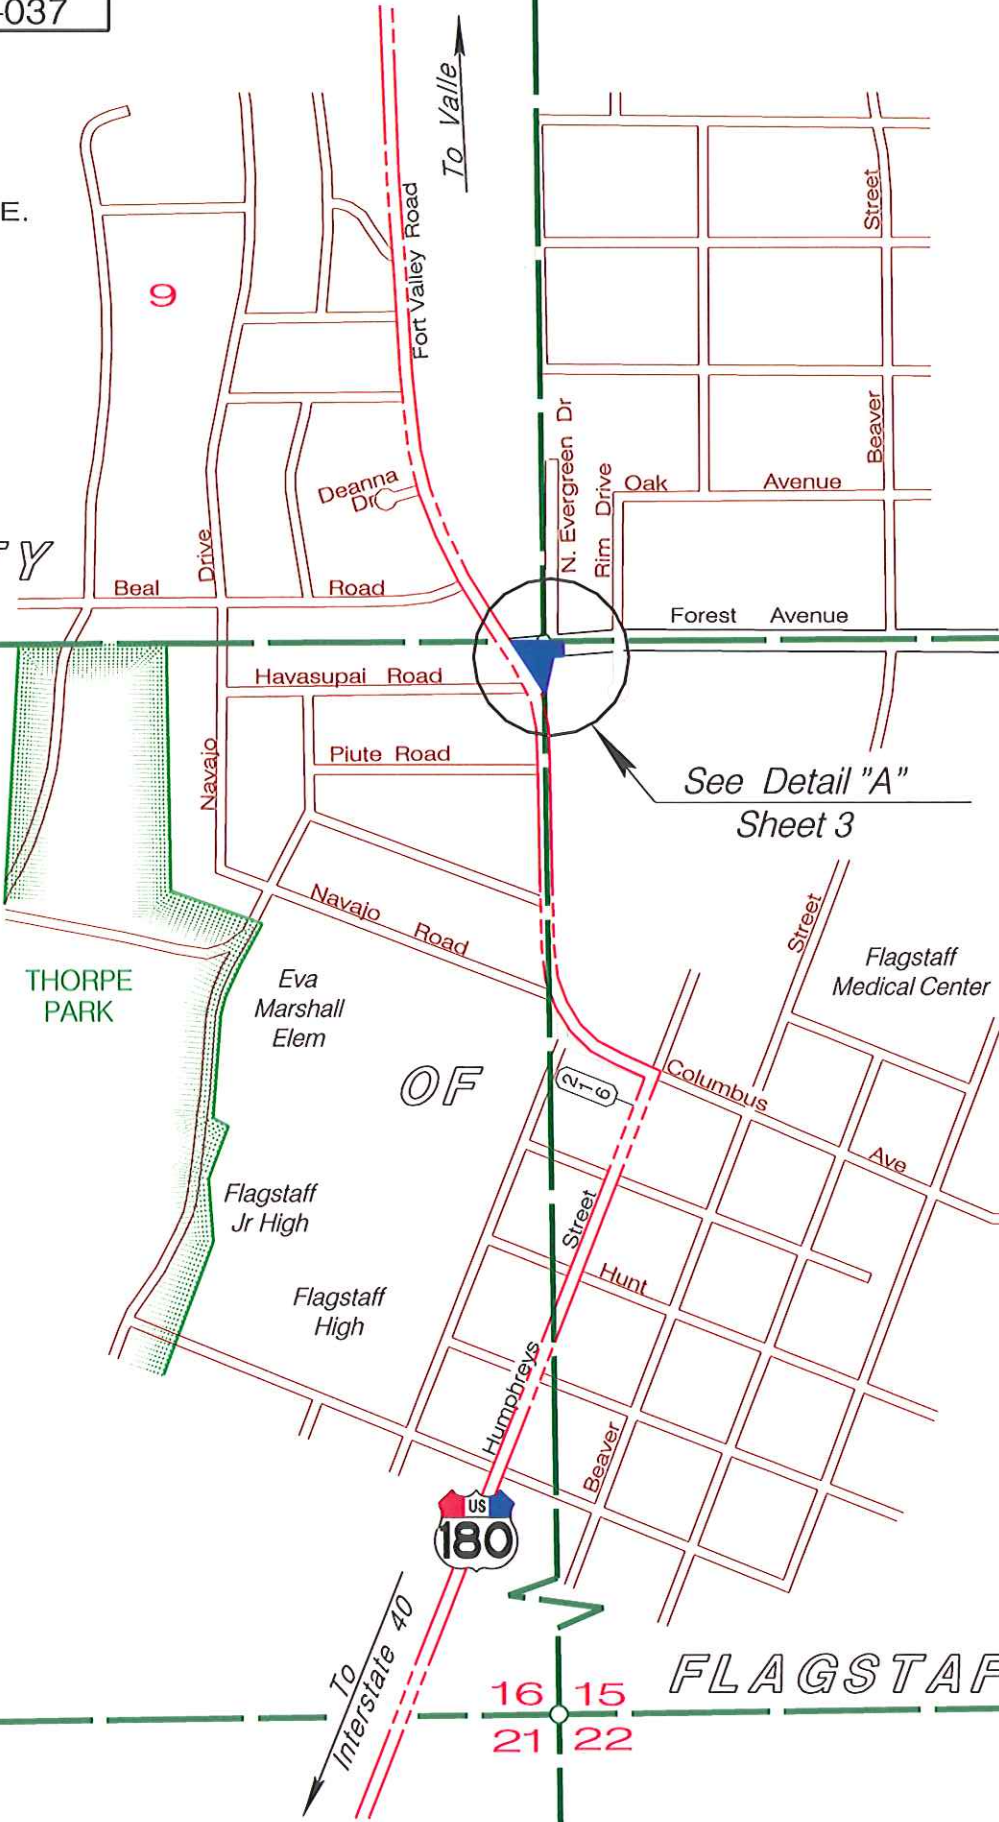 -037
To Valle
E.
9
Fort Valley Road
Street
Beaver
Deanna
Dr
N. Evergreen Dr
Rim Drive
Oak Avenue
TY
Beal Road
Drive
Forest Avenue
Havasupai Road
Navajo
Piute Road
See Detail "A"
Sheet 3
Navajo Road
Street
Flagstaff
Medical Center
THORPE
PARK
Eva
Marshall
Elem
OF
216
Columbus
Ave
Flagstaff
Jr High
Street
Hunt
Flagstaff
High
Humphreys
Beaver
US
180
To
Interstate 40
FLAGSTAF
16 15
21 22